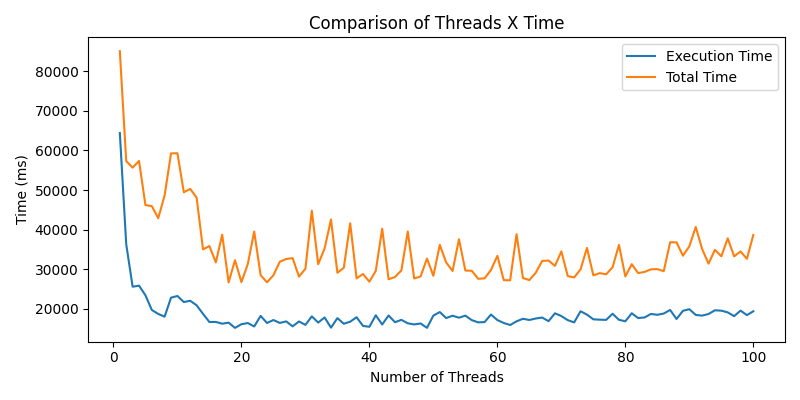 Comparison of Threads X Time
Execution Time
Total Time
80000
70000
60000
50000
40000
30000
20000
Time (ms)
0
20
40
60
80
100
Number of Threads